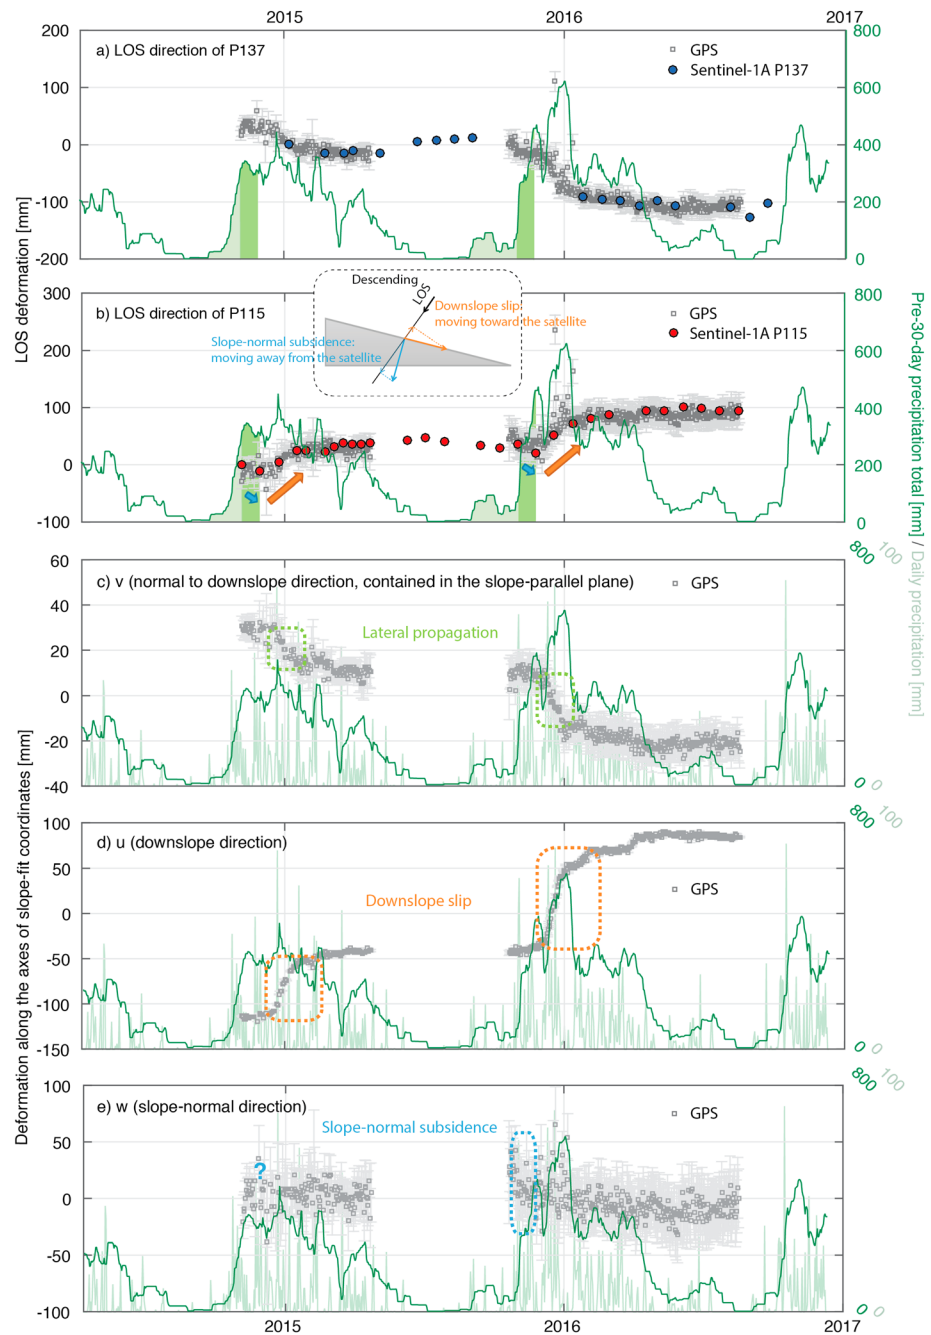 2015
2016
2017
a) LOS direction of P137
GPS
Sentinel-1A P137
200
100
0
-100
-200
800
600
400
200
0
LOS deformation [mm]
b) LOS direction of P115
GPS
Sentinel-1A P115
Descending
LOS
Downslope slip:
moving toward the satellite
Slope-normal subsidence:
moving away from the satellite
300
200
100
0
-100
800
600
400
200
0
Pre-30-day precipitation total [mm] / Daily precipitation [mm]
c) v (normal to downslope direction, contained in the slope-parallel plane)
GPS
Lateral propagation
60
40
20
0
-20
-40
800
100
0
0
Deformation along the axes of slope-fit coordinates [mm]
d) u (downslope direction)
GPS
Downslope slip
100
50
0
-50
-100
-150
800
100
0
0
e) w (slope-normal direction)
GPS
Slope-normal subsidence
?
100
50
0
-50
-100
800
100
0
0
2015
2016
2017